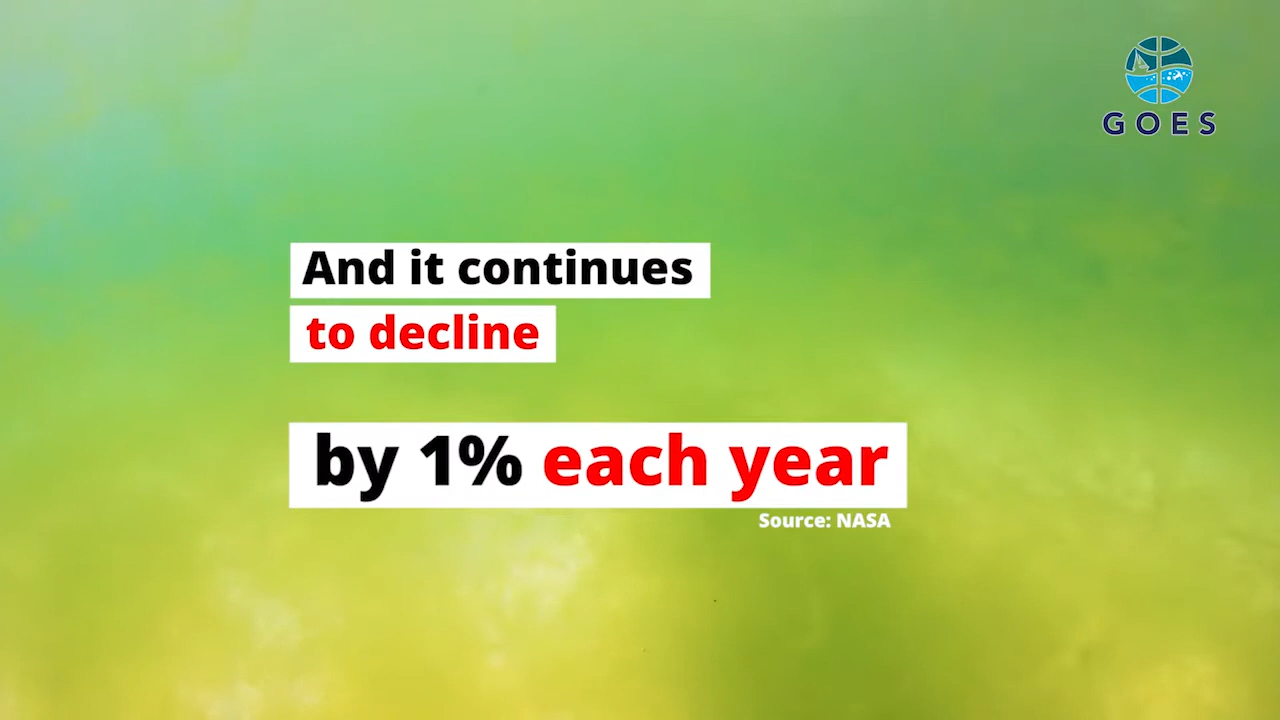 GOES
And it continues
to decline
by 1% each year
Source: NASA